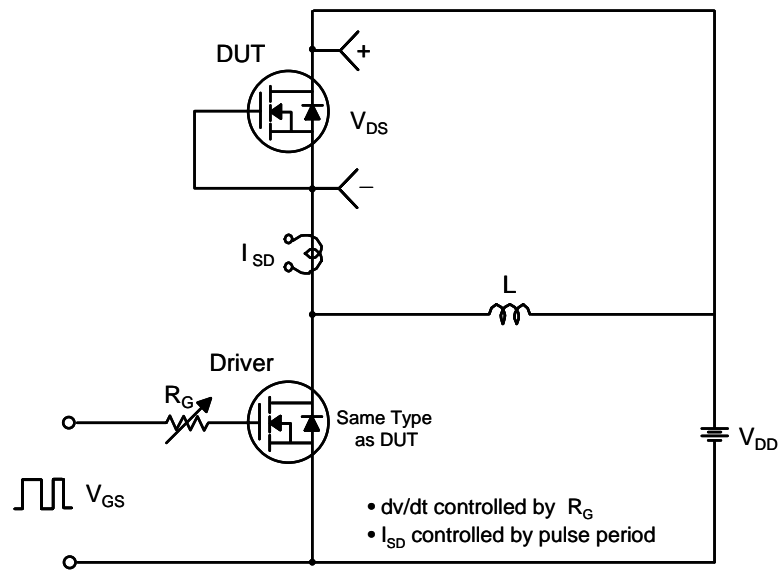 DUT
+
V_DS
−
I_SD
L
Driver
R_G
Same Type
as DUT
V_DD
V_GS
• dv/dt controlled by R_G
• I_SD controlled by pulse period